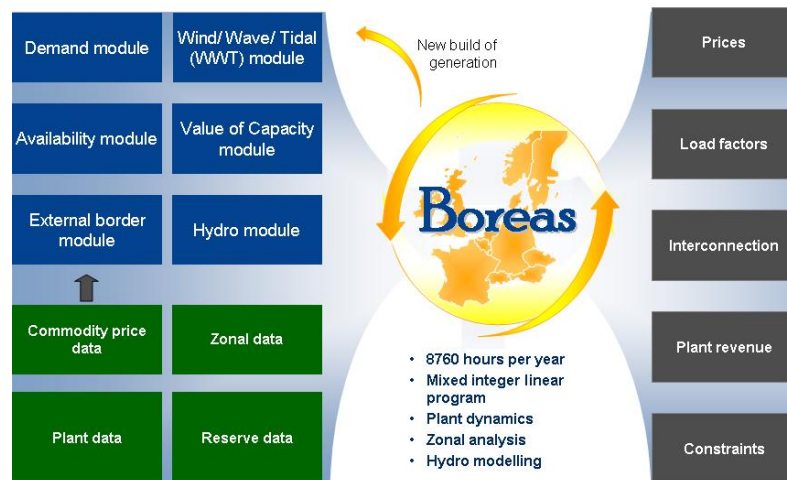 Demand module
Wind/ Wave/ Tidal
(WWT) module
Availability module
Value of Capacity
module
External border
module
Hydro module
Commodity price
data
Zonal data
Plant data
Reserve data
New build of
generation
Boreas
• 8760 hours per year
• Mixed integer linear
program
• Plant dynamics
• Zonal analysis
• Hydro modelling
Prices
Load factors
Interconnection
Plant revenue
Constraints